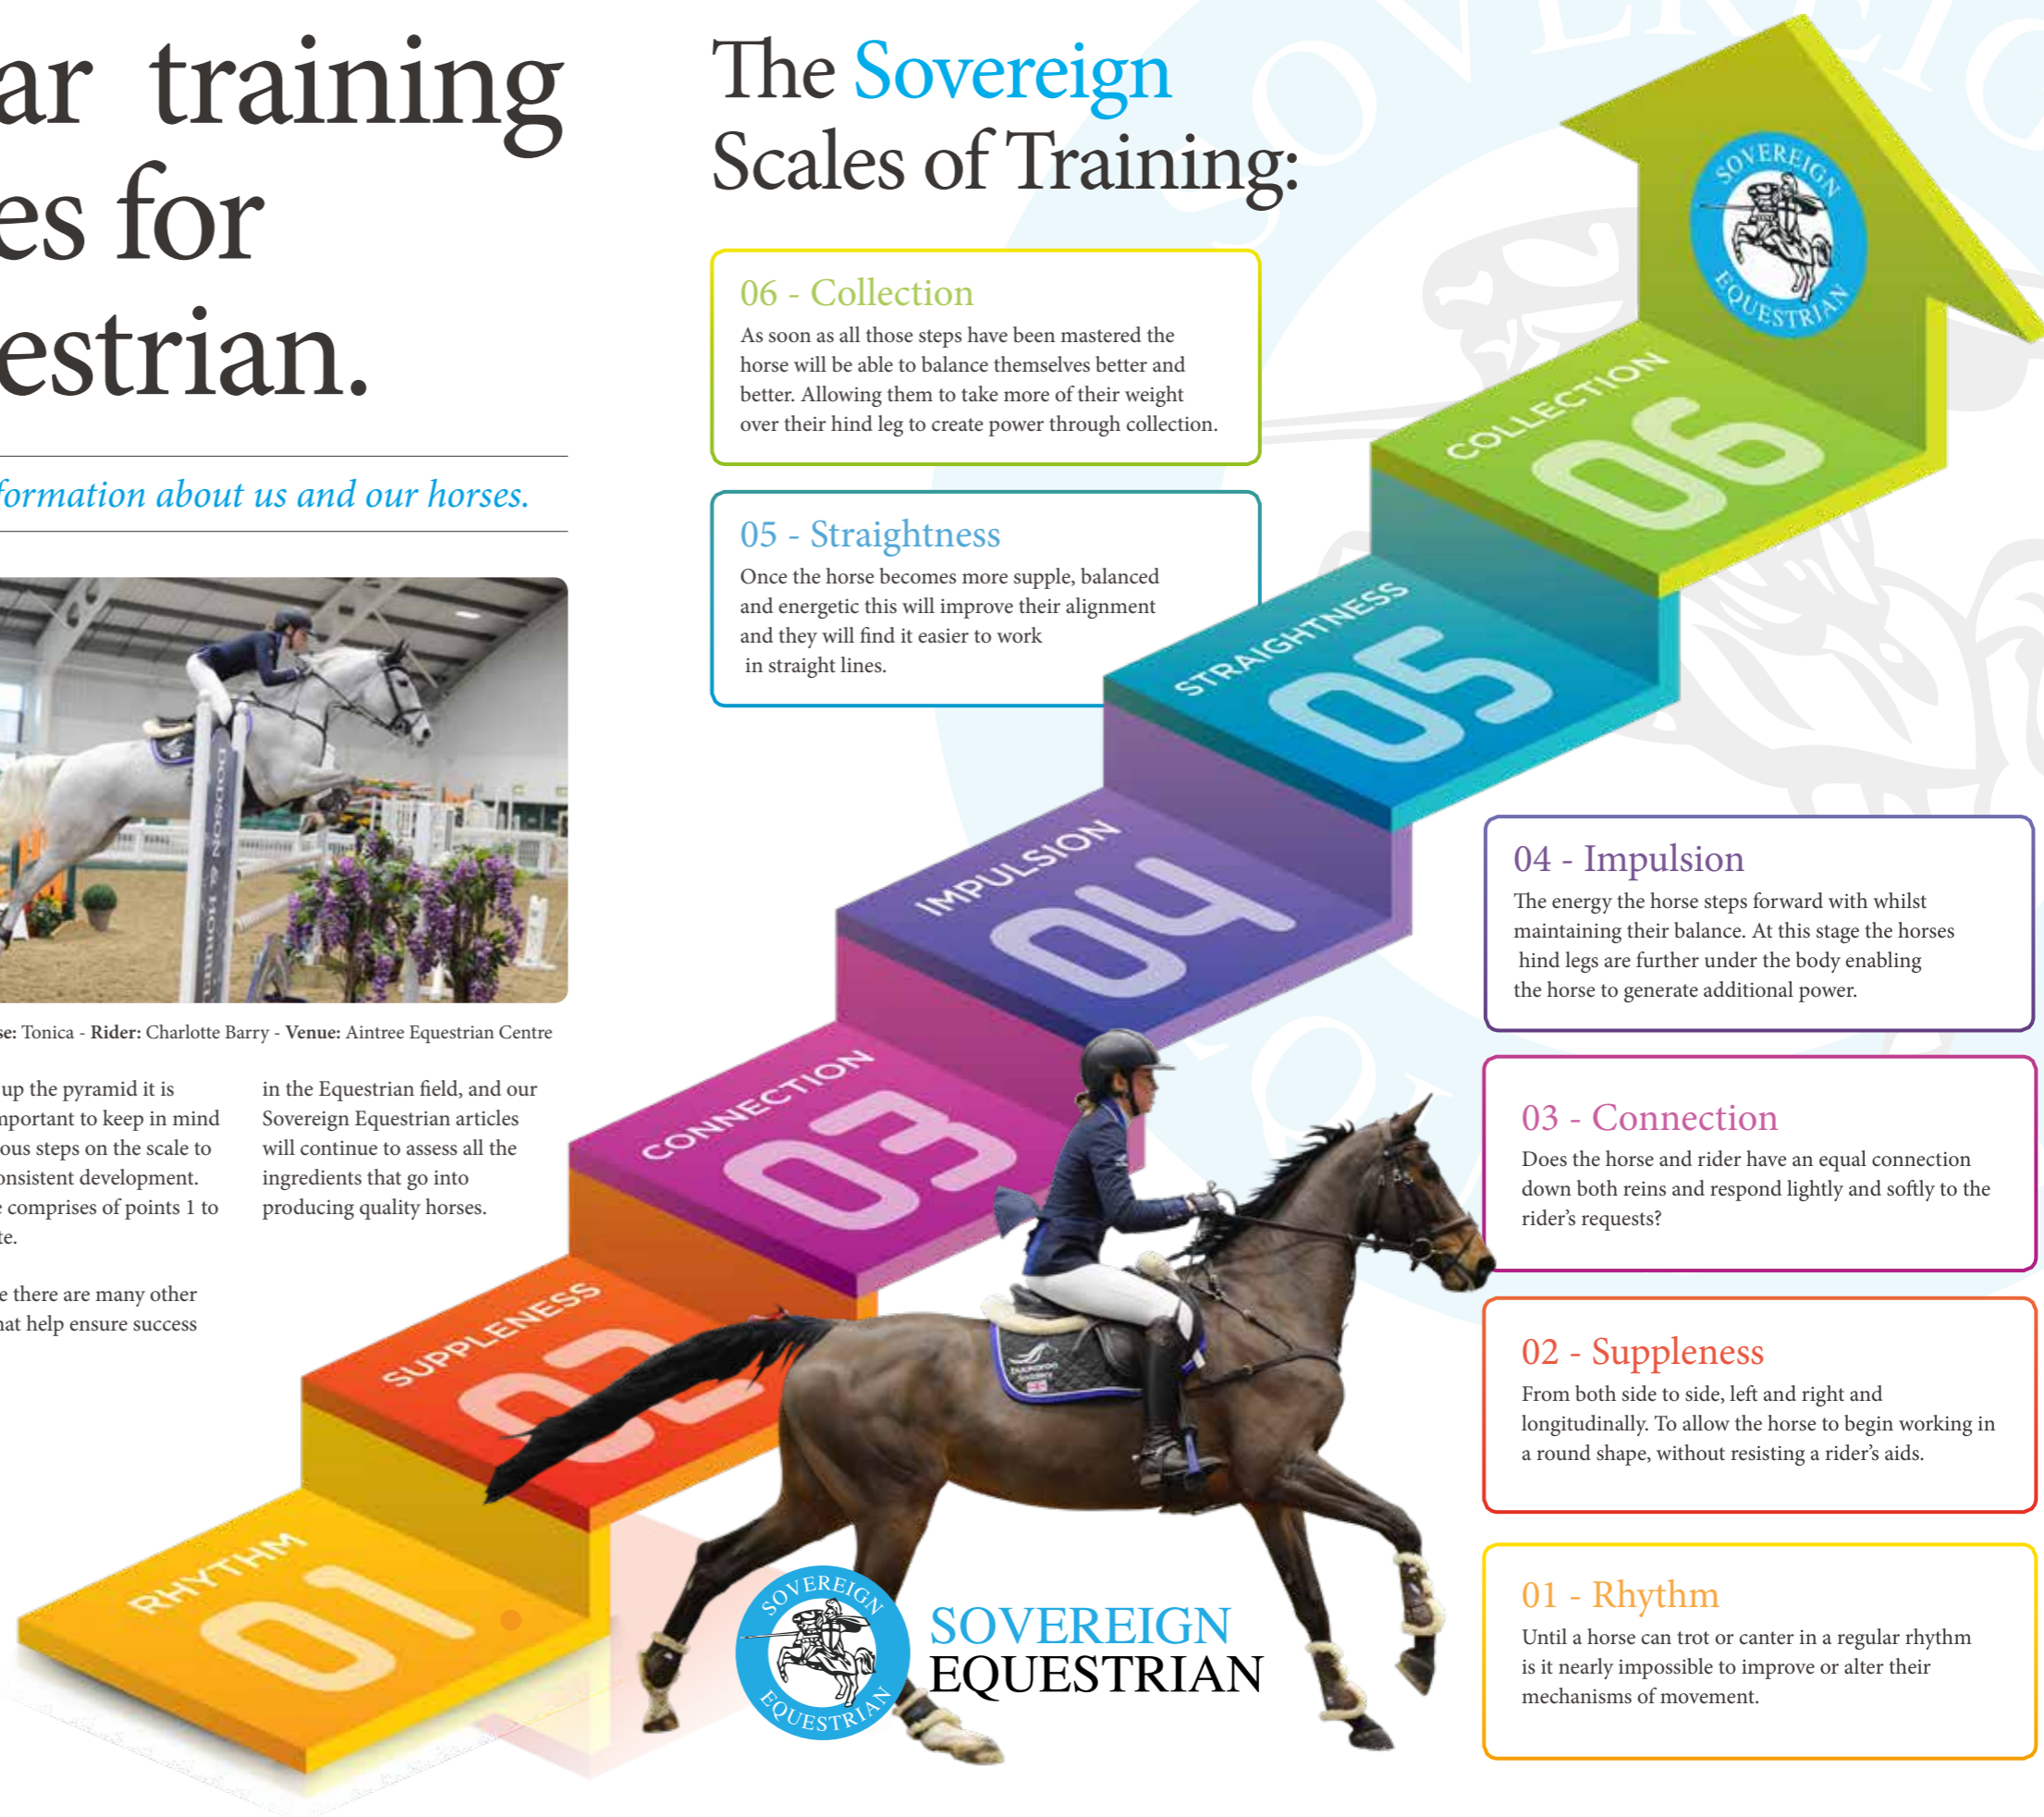 ar training
es for
estrian.
formation about us and our horses.
se: Tonica - Rider: Charlotte Barry - Venue: Aintree Equestrian Centre
up the pyramid it is
mportant to keep in mind
ous steps on the scale to
onsistent development.
e comprises of points 1 to
te.
e there are many other
hat help ensure success
in the Equestrian field, and our
Sovereign Equestrian articles
will continue to assess all the
ingredients that go into
producing quality horses.
The Sovereign
Scales of Training:
06 - Collection
As soon as all those steps have been mastered the
horse will be able to balance themselves better and
better. Allowing them to take more of their weight
over their hind leg to create power through collection.
05 - Straightness
Once the horse becomes more supple, balanced
and energetic this will improve their alignment
and they will find it easier to work
in straight lines.
04 - Impulsion
The energy the horse steps forward with whilst
maintaining their balance. At this stage the horses
hind legs are further under the body enabling
the horse to generate additional power.
03 - Connection
Does the horse and rider have an equal connection
down both reins and respond lightly and softly to the
rider's requests?
02 - Suppleness
From both side to side, left and right and
longitudinally. To allow the horse to begin working in
a round shape, without resisting a rider's aids.
01 - Rhythm
Until a horse can trot or canter in a regular rhythm
is it nearly impossible to improve or alter their
mechanisms of movement.
SOVEREIGN
EQUESTRIAN
COLLECTION
06
STRAIGHTNESS
05
IMPULSION
04
CONNECTION
03
SUPPLENESS
02
RHYTHM
01
SOVEREIGN
EQUESTRIAN
SOVEREIGN
EQUESTRIAN
DODSON &
buckaroo
SOVEREIG